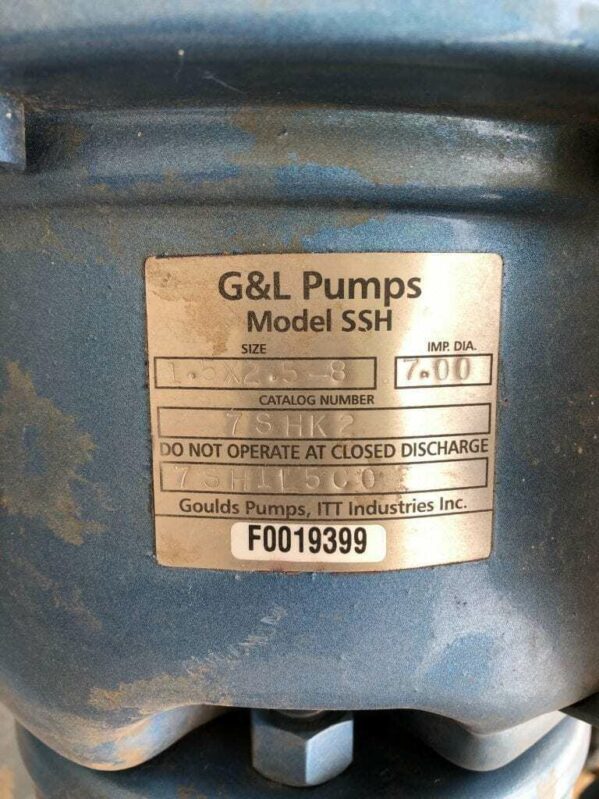 G&L Pumps
Model SSH
SIZE IMP. DIA.
1.5X2.5-8 7.00
CATALOG NUMBER
7SHK2
DO NOT OPERATE AT CLOSED DISCHARGE
Goulds Pumps, ITT Industries Inc.
F0019399